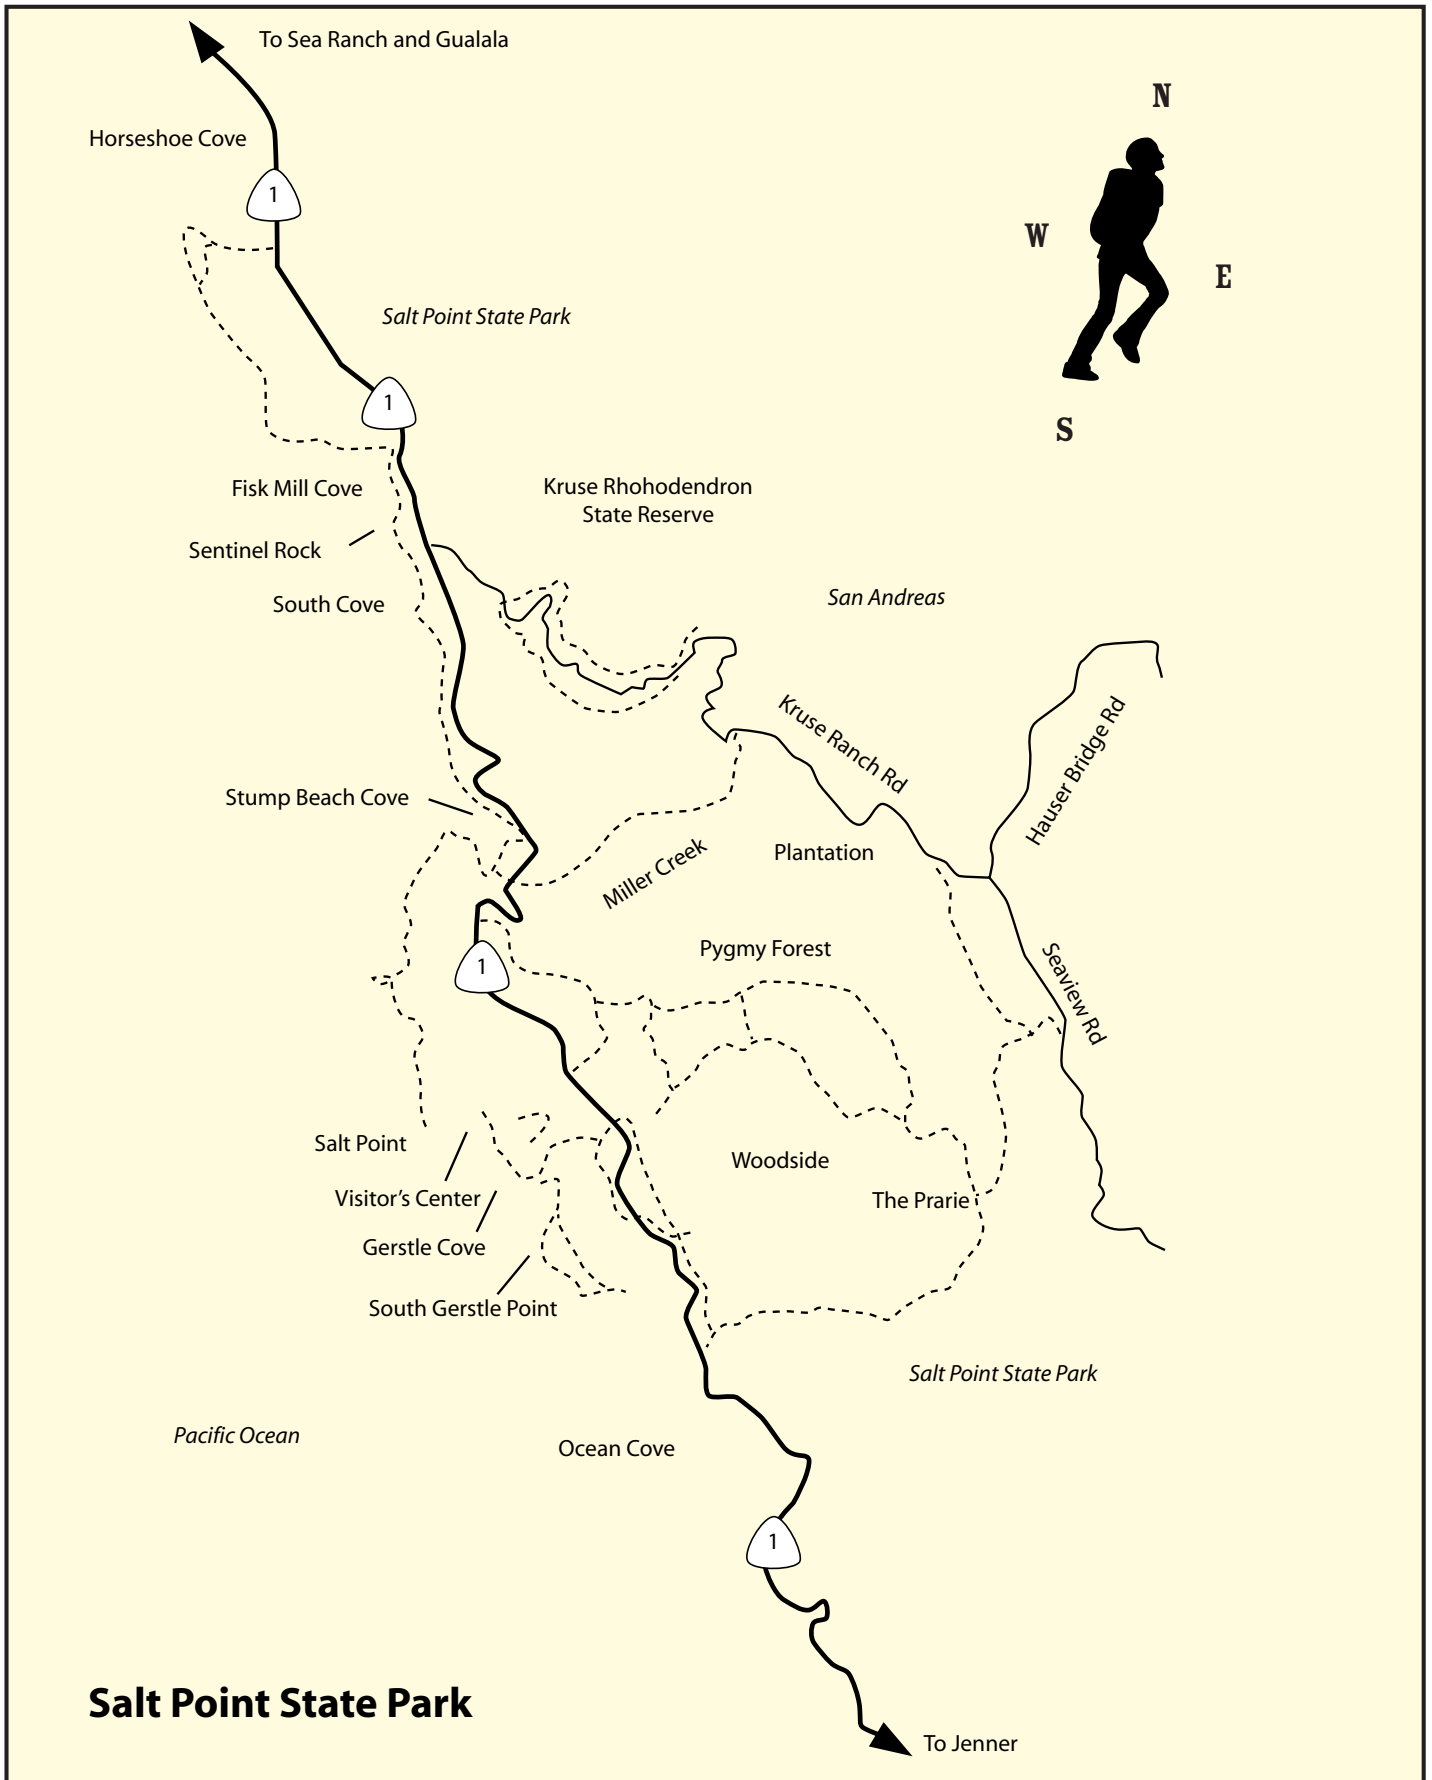 To Sea Ranch and Gualala
N
Horseshoe Cove
1
W
E
Salt Point State Park
1
S
Fisk Mill Cove
Kruse Rhohodendron
State Reserve
Sentinel Rock
San Andreas
South Cove
Kruse Ranch Rd
Hauser Bridge Rd
Stump Beach Cove
Miller Creek
Plantation
Pygmy Forest
Seaview Rd
1
Salt Point
Woodside
Visitor's Center
The Prarie
Gerstle Cove
South Gerstle Point
Salt Point State Park
Pacific Ocean
Ocean Cove
1
Salt Point State Park
To Jenner